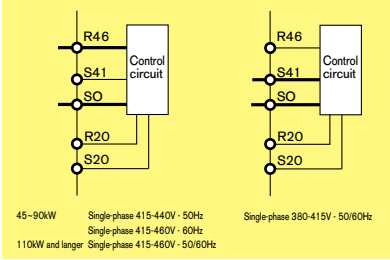 R46
S41
SO
R20
S20
Control
circuit
R46
S41
SO
R20
S20
Control
circuit
45~90kW Single-phase 415-440V - 50Hz
Single-phase 415-460V - 60Hz
110kW and langer Single-phase 415-460V - 50/60Hz
Single-phase 380-415V - 50/60Hz